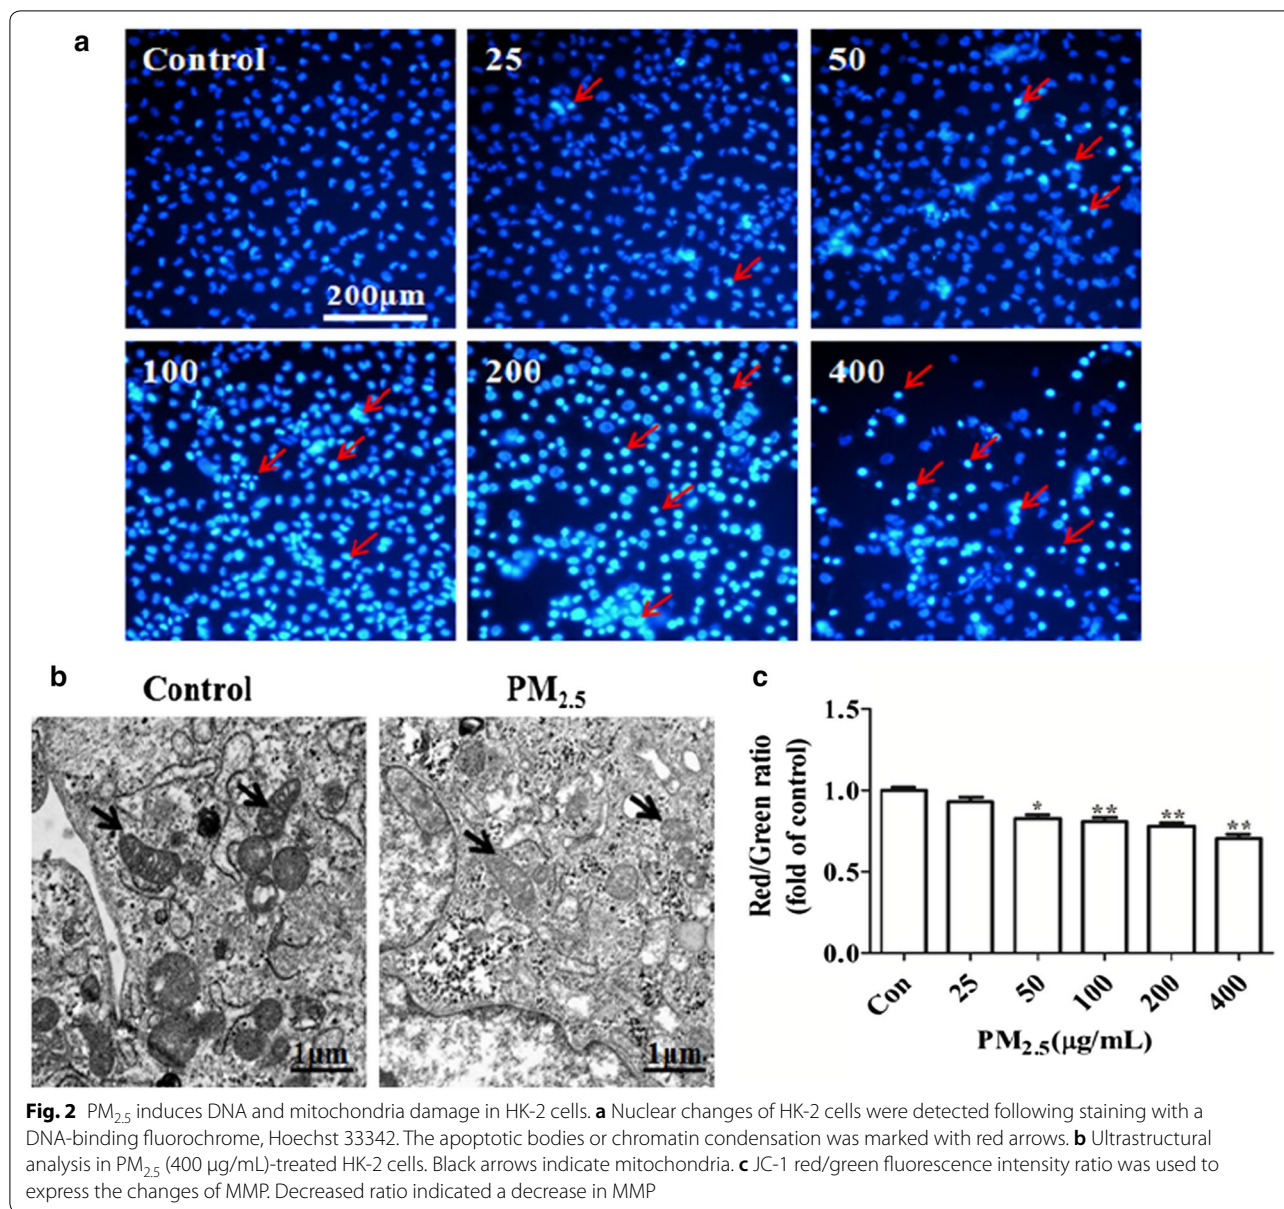 a
Control
25
50
200µm
100
200
400
b
Control
PM2.5
1µm
1µm
c
Red/Green ratio
(fold of control)
1.5
1.0
0.5
0.0
*
**
**
**
Con
25
50
100
200
400
PM2.5(µg/mL)
Fig. 2 PM2.5 induces DNA and mitochondria damage in HK-2 cells. a Nuclear changes of HK-2 cells were detected following staining with a
DNA-binding fluorochrome, Hoechst 33342. The apoptotic bodies or chromatin condensation was marked with red arrows. b Ultrastructural
analysis in PM2.5 (400 µg/mL)-treated HK-2 cells. Black arrows indicate mitochondria. c JC-1 red/green fluorescence intensity ratio was used to
express the changes of MMP. Decreased ratio indicated a decrease in MMP